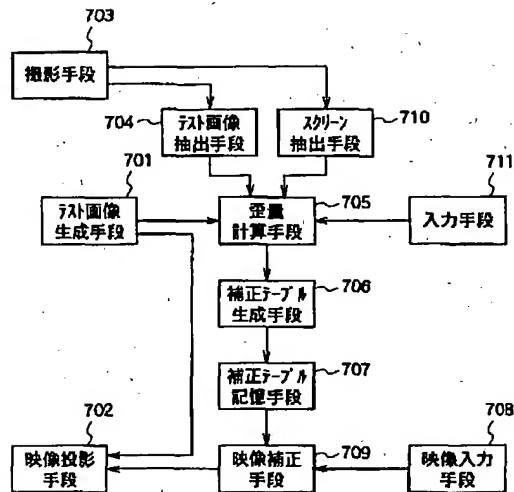 703
撮影手段
704
テスト画像
抽出手段
スクリーン
抽出手段
710
701
テスト画像
生成手段
歪量
計算手段
705
711
入力手段
補正テーブル
生成手段
706
補正テーブル
記憶手段
707
702
映像投影
手段
映像補正
手段
709
708
映像入力
手段